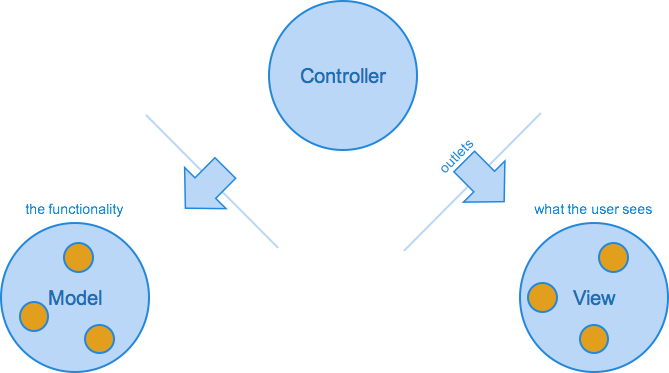 Controller
outlets
the functionality
what the user sees
Model
View